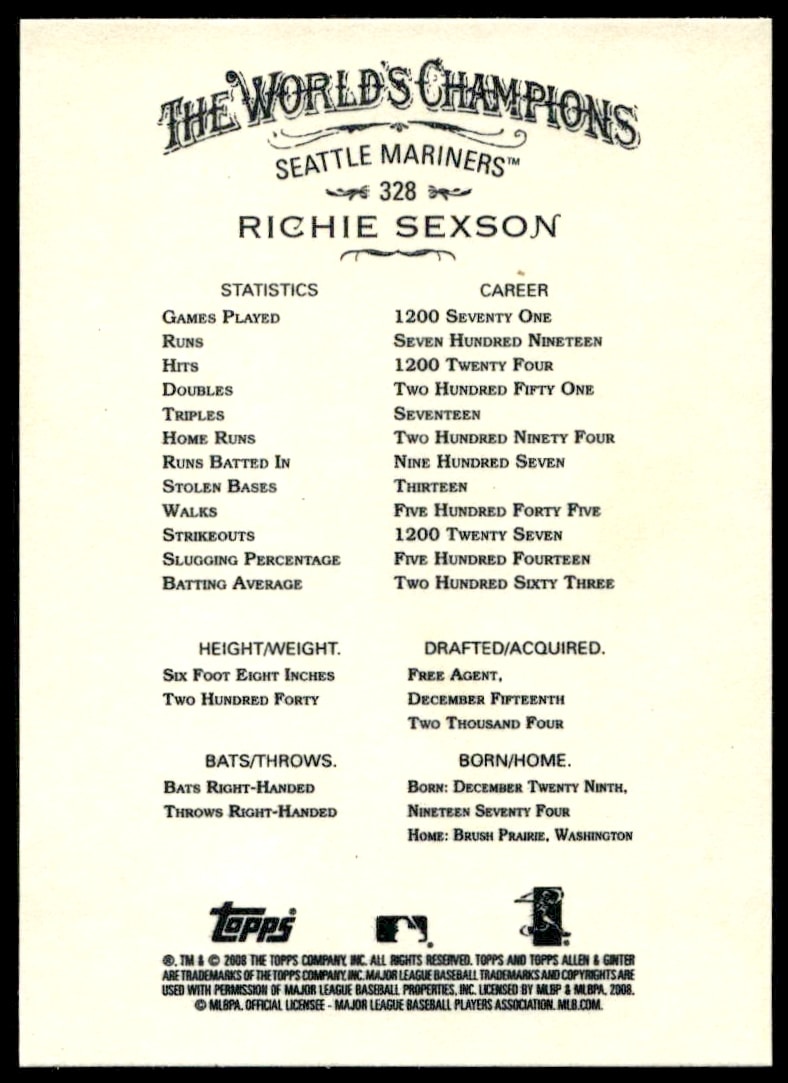 THE WORLD'S CHAMPIONS
SEATTLE MARINERS™
328
RICHIE SEXSON
STATISTICS CAREER
GAMES PLAYED 1200 SEVENTY ONE
RUNS SEVEN HUNDRED NINETEEN
HITS 1200 TWENTY FOUR
DOUBLES TWO HUNDRED FIFTY ONE
TRIPLES SEVENTEEN
HOME RUNS TWO HUNDRED NINETY FOUR
RUNS BATTED IN NINE HUNDRED SEVEN
STOLEN BASES THIRTEEN
WALKS FIVE HUNDRED FORTY FIVE
STRIKEOUTS 1200 TWENTY SEVEN
SLUGGING PERCENTAGE FIVE HUNDRED FOURTEEN
BATTING AVERAGE TWO HUNDRED SIXTY THREE
HEIGHT/WEIGHT.
SIX FOOT EIGHT INCHES
TWO HUNDRED FORTY
DRAFTED/ACQUIRED.
FREE AGENT,
DECEMBER FIFTEENTH
TWO THOUSAND FOUR
BATS/THROWS.
BATS RIGHT-HANDED
THROWS RIGHT-HANDED
BORN/HOME.
BORN: DECEMBER TWENTY NINTH,
NINETEEN SEVENTY FOUR
HOME: BRUSH PRAIRIE, WASHINGTON
Topps®
®, TM & © 2008 THE TOPPS COMPANY, INC. ALL RIGHTS RESERVED. TOPPS AND TOPPS ALLEN & GINTER
ARE TRADEMARKS OF THE TOPPS COMPANY, INC. MAJOR LEAGUE BASEBALL TRADEMARKS AND COPYRIGHTS ARE
USED WITH PERMISSION OF MAJOR LEAGUE BASEBALL PROPERTIES, INC. LICENSED BY MLBP & MLBPA, 2008.
© MLBPA. OFFICIAL LICENSEE - MAJOR LEAGUE BASEBALL PLAYERS ASSOCIATION. MLB.COM.